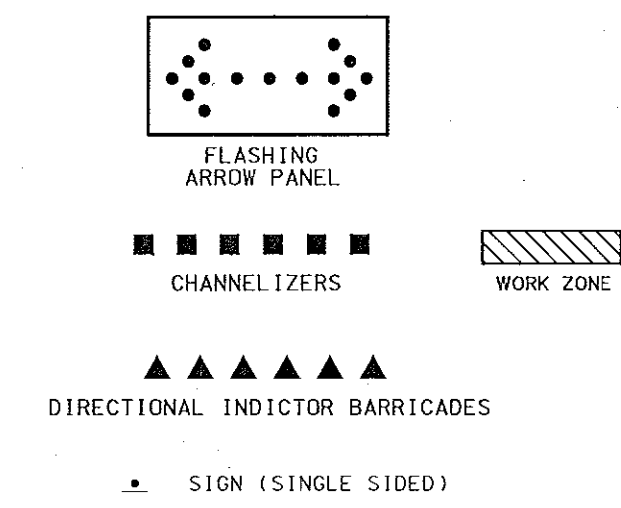 FLASHING
ARROW PANEL
CHANNELIZERS
WORK ZONE
DIRECTIONAL INDICTOR BARRICADES
SIGN (SINGLE SIDED)